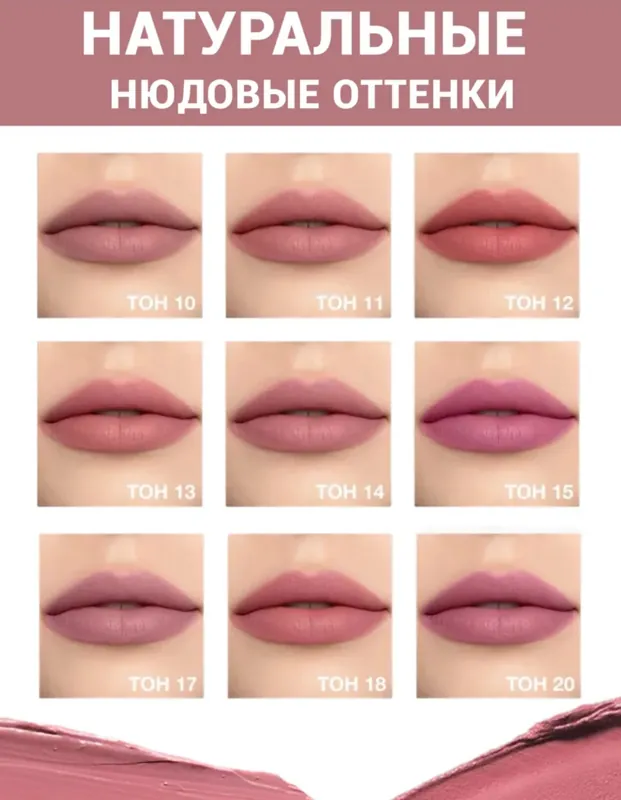 НАТУРАЛЬНЫЕ
НЮДОВЫЕ ОТТЕНКИ
ТОН 10
ТОН 11
ТОН 12
ТОН 13
ТОН 14
ТОН 15
ТОН 17
ТОН 18
ТОН 20